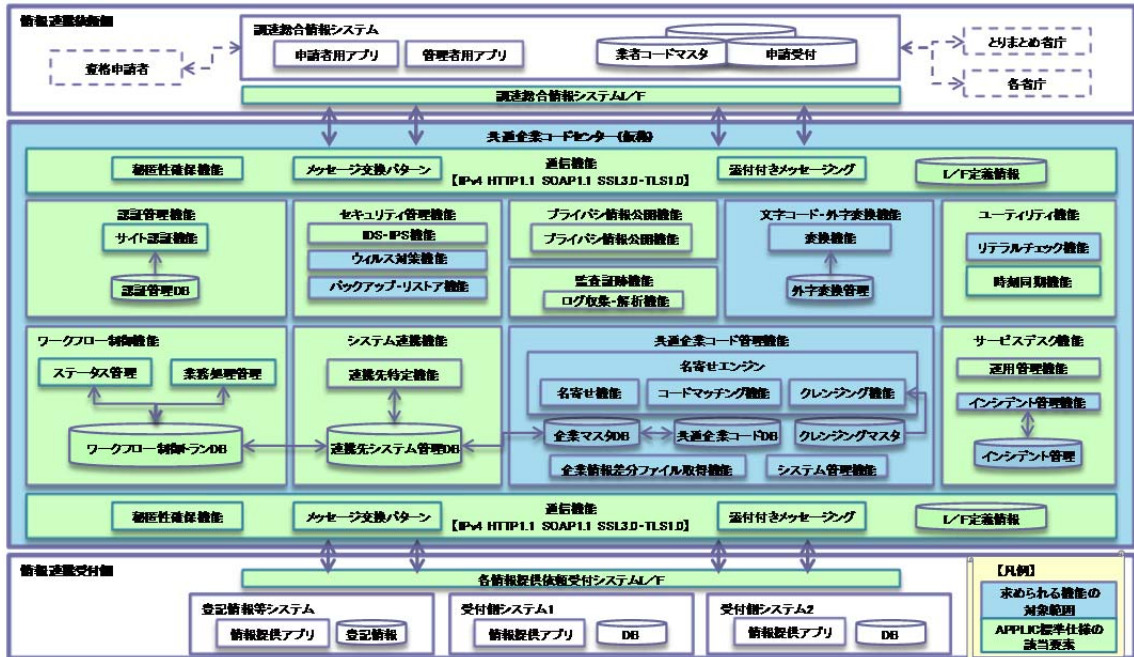 情報連携依頼側
調達総合情報システム
申請者用アプリ
管理者用アプリ
業者コードマスタ
申請受付
資格申請者
とりまとめ省庁
各省庁
調達総合情報システムI/F
共通企業コードセンター(仮称)
秘匿性確保機能
メッセージ交換パターン
通信機能
【IPv4 HTTP1.1 SOAP1.1 SSL3.0-TLS1.0】
添付付きメッセージング
I/F定義情報
認証管理機能
サイト認証機能
認証管理DB
セキュリティ管理機能
IDS・IPS機能
ウィルス対策機能
バックアップ・リストア機能
プライバシ情報公開機能
プライバシ情報公開機能
監査証跡機能
ログ収集・解析機能
文字コード・外字変換機能
変換機能
外字変換管理
ユーティリティ機能
リテラルチェック機能
時刻同期機能
ワークフロー制御機能
ステータス管理
業務処理管理
ワークフロー制御トランDB
システム連携機能
連携先特定機能
連携先システム管理DB
共通企業コード管理機能
名寄せエンジン
名寄せ機能
コードマッチング機能
クレンジング機能
企業マスタDB
共通企業コードDB
クレンジングマスタ
企業情報差分ファイル取得機能
システム管理機能
サービスデスク機能
運用管理機能
インシデント管理機能
インシデント管理
秘匿性確保機能
メッセージ交換パターン
通信機能
【IPv4 HTTP1.1 SOAP1.1 SSL3.0-TLS1.0】
添付付きメッセージング
I/F定義情報
情報連携受付側
各情報提供依頼受付システムI/F
登記情報等システム
情報提供アプリ
登記情報
受付側システム1
情報提供アプリ
DB
受付側システム2
情報提供アプリ
DB
【凡例】
求められる機能の
対象範囲
APPLIC標準仕様の
該当要素